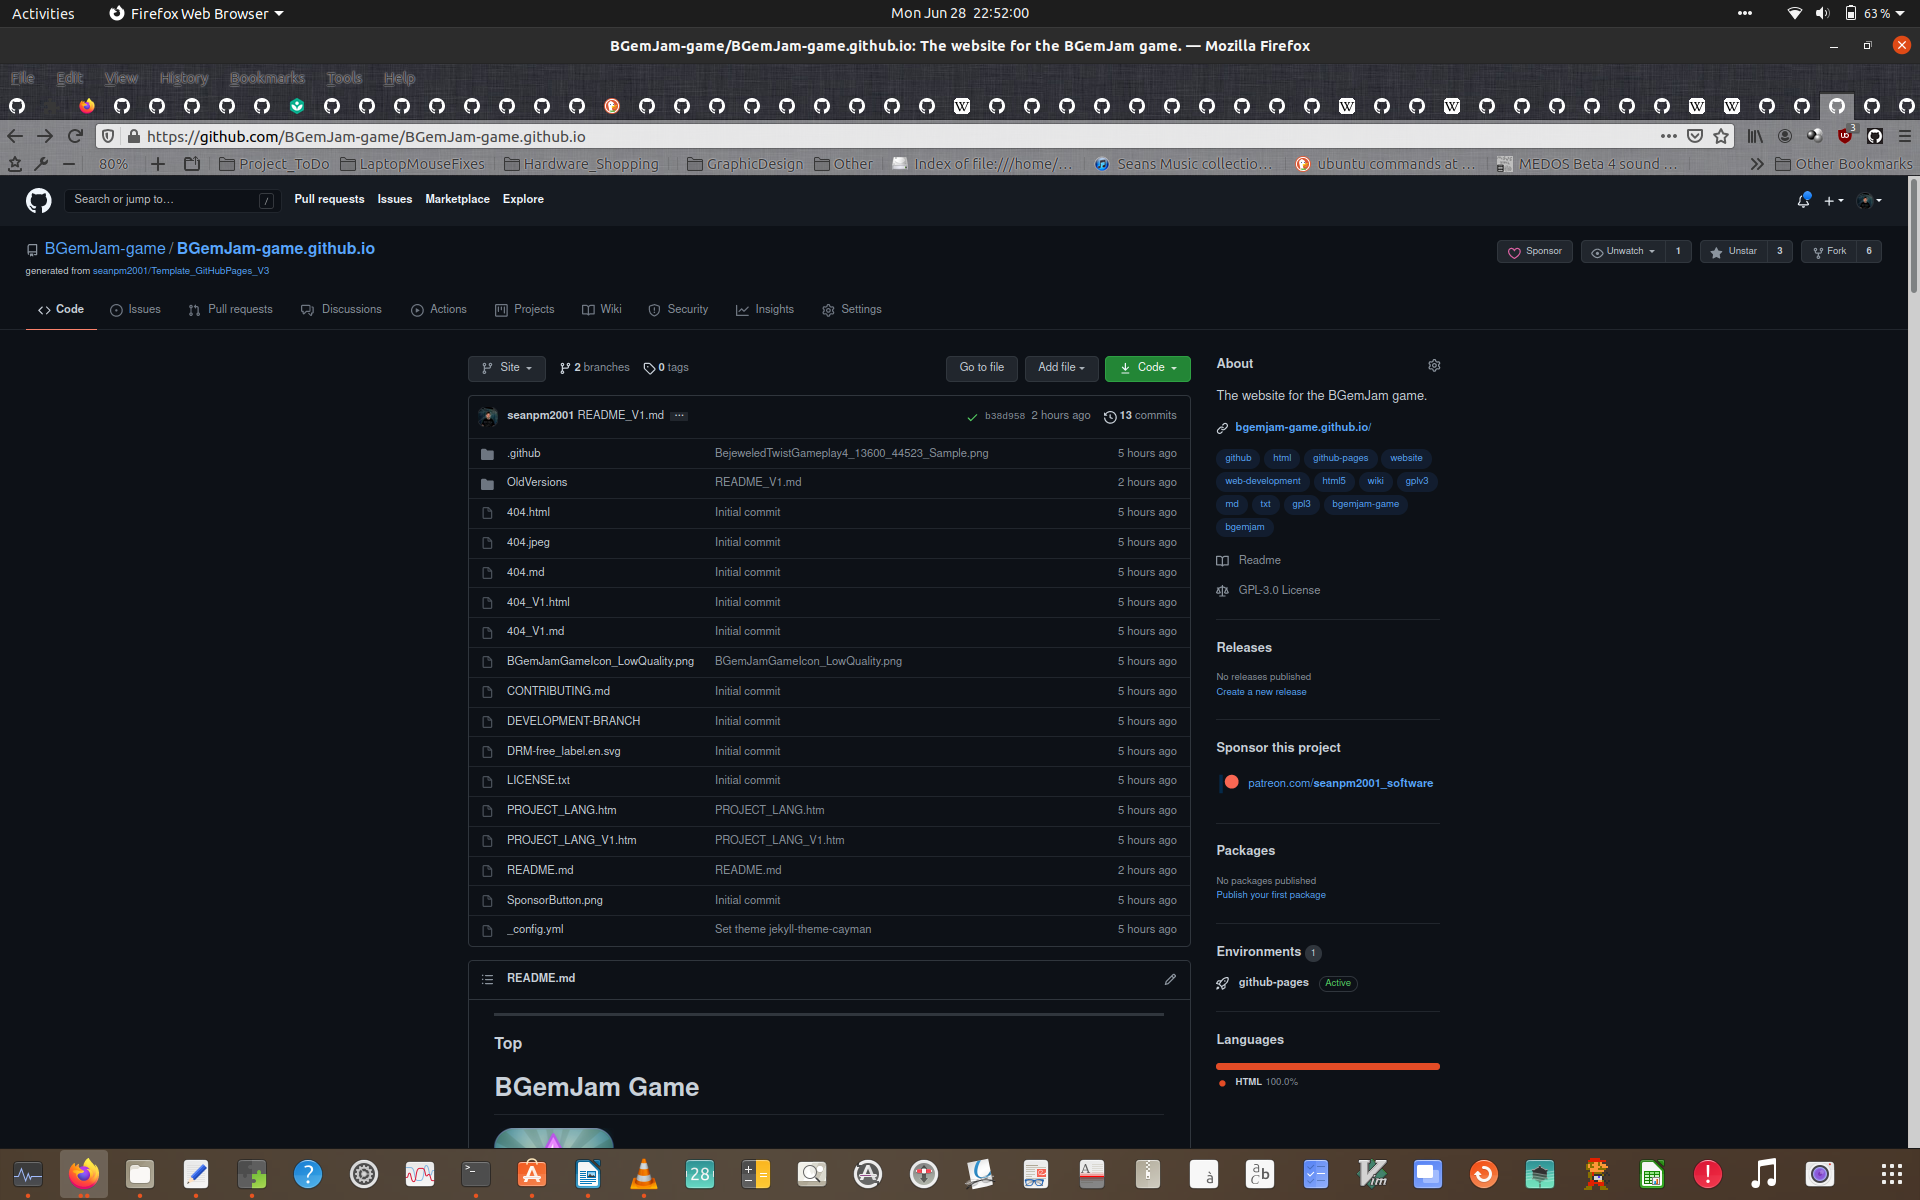 Activities
Firefox Web Browser
Mon Jun 28 22:52:00
63 %
BGemJam-game/BGemJam-game.github.io: The website for the BGemJam game. — Mozilla Firefox
File Edit View History Bookmarks Tools Help
https://github.com/BGemJam-game/BGemJam-game.github.io
3
80%
Project_ToDo
LaptopMouseFixes
Hardware_Shopping
GraphicDesign
Other
Index of file:///home/…
Seans Music collectio…
ubuntu commands at …
MEDOS Beta 4 sound …
Other Bookmarks
Search or jump to…
/
Pull requests Issues Marketplace Explore
BGemJam-game / BGemJam-game.github.io
generated from seanpm2001/Template_GitHubPages_V3
Sponsor
Unwatch 1
Unstar 3
Fork 6
Code
Issues
Pull requests
Discussions
Actions
Projects
Wiki
Security
Insights
Settings
Site
2 branches
0 tags
Go to file
Add file
Code
seanpm2001 README_V1.md
b38d958 2 hours ago
13 commits
.github BejeweledTwistGameplay4_13600_44523_Sample.png 5 hours ago
OldVersions README_V1.md 2 hours ago
404.html Initial commit 5 hours ago
404.jpeg Initial commit 5 hours ago
404.md Initial commit 5 hours ago
404_V1.html Initial commit 5 hours ago
404_V1.md Initial commit 5 hours ago
BGemJamGameIcon_LowQuality.png BGemJamGameIcon_LowQuality.png 5 hours ago
CONTRIBUTING.md Initial commit 5 hours ago
DEVELOPMENT-BRANCH Initial commit 5 hours ago
DRM-free_label.en.svg Initial commit 5 hours ago
LICENSE.txt Initial commit 5 hours ago
PROJECT_LANG.htm PROJECT_LANG.htm 5 hours ago
PROJECT_LANG_V1.htm PROJECT_LANG_V1.htm 5 hours ago
README.md README.md 2 hours ago
SponsorButton.png Initial commit 5 hours ago
_config.yml Set theme jekyll-theme-cayman 5 hours ago
README.md
Top
BGemJam Game
About
The website for the BGemJam game.
bgemjam-game.github.io/
github html github-pages website
web-development html5 wiki gplv3
md txt gpl3 bgemjam-game
bgemjam
Readme
GPL-3.0 License
Releases
No releases published
Create a new release
Sponsor this project
patreon.com/seanpm2001_software
Packages
No packages published
Publish your first package
Environments 1
github-pages Active
Languages
HTML 100.0%
28